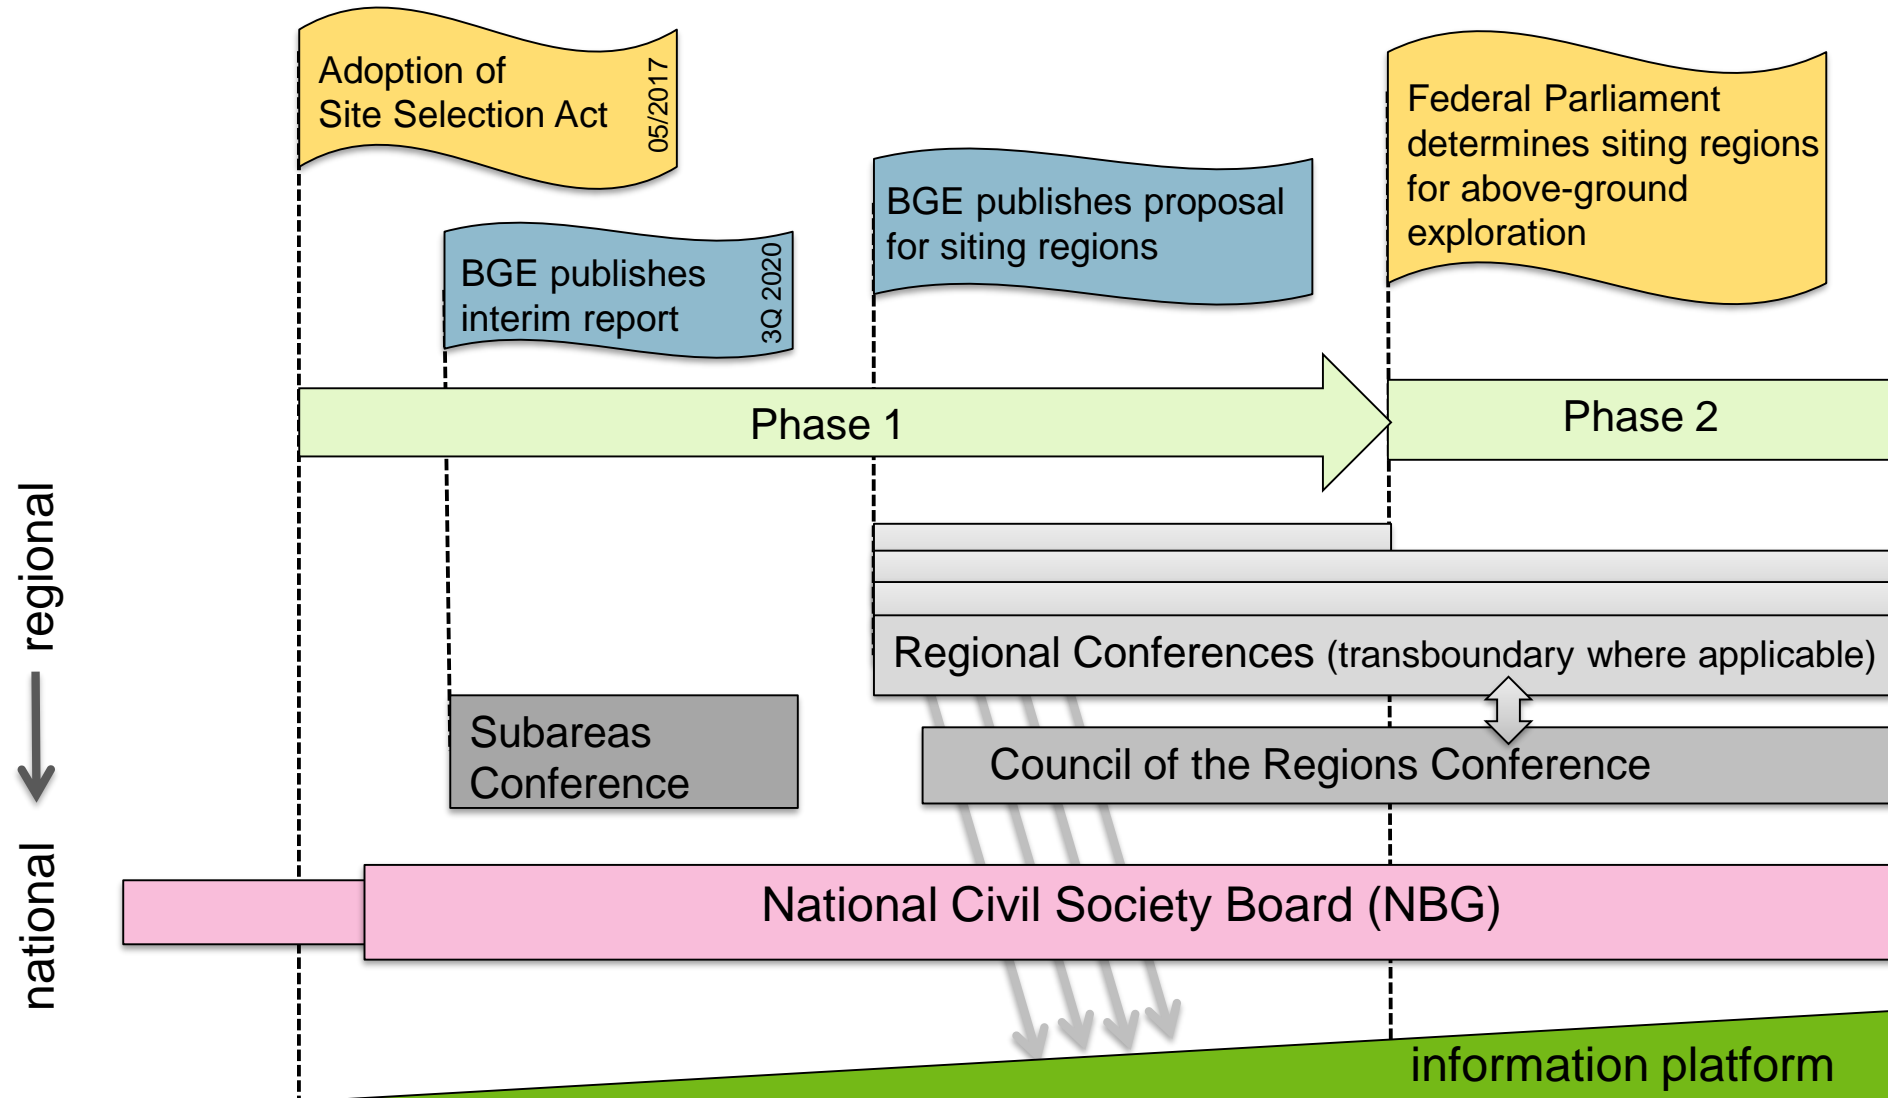 Adoption of
Site Selection Act
05/2017
BGE publishes
interim report
3Q 2020
BGE publishes proposal
for siting regions
Federal Parliament
determines siting regions
for above-ground
exploration
Phase 1
Phase 2
regional
national
Regional Conferences (transboundary where applicable)
Subareas
Conference
Council of the Regions Conference
National Civil Society Board (NBG)
information platform